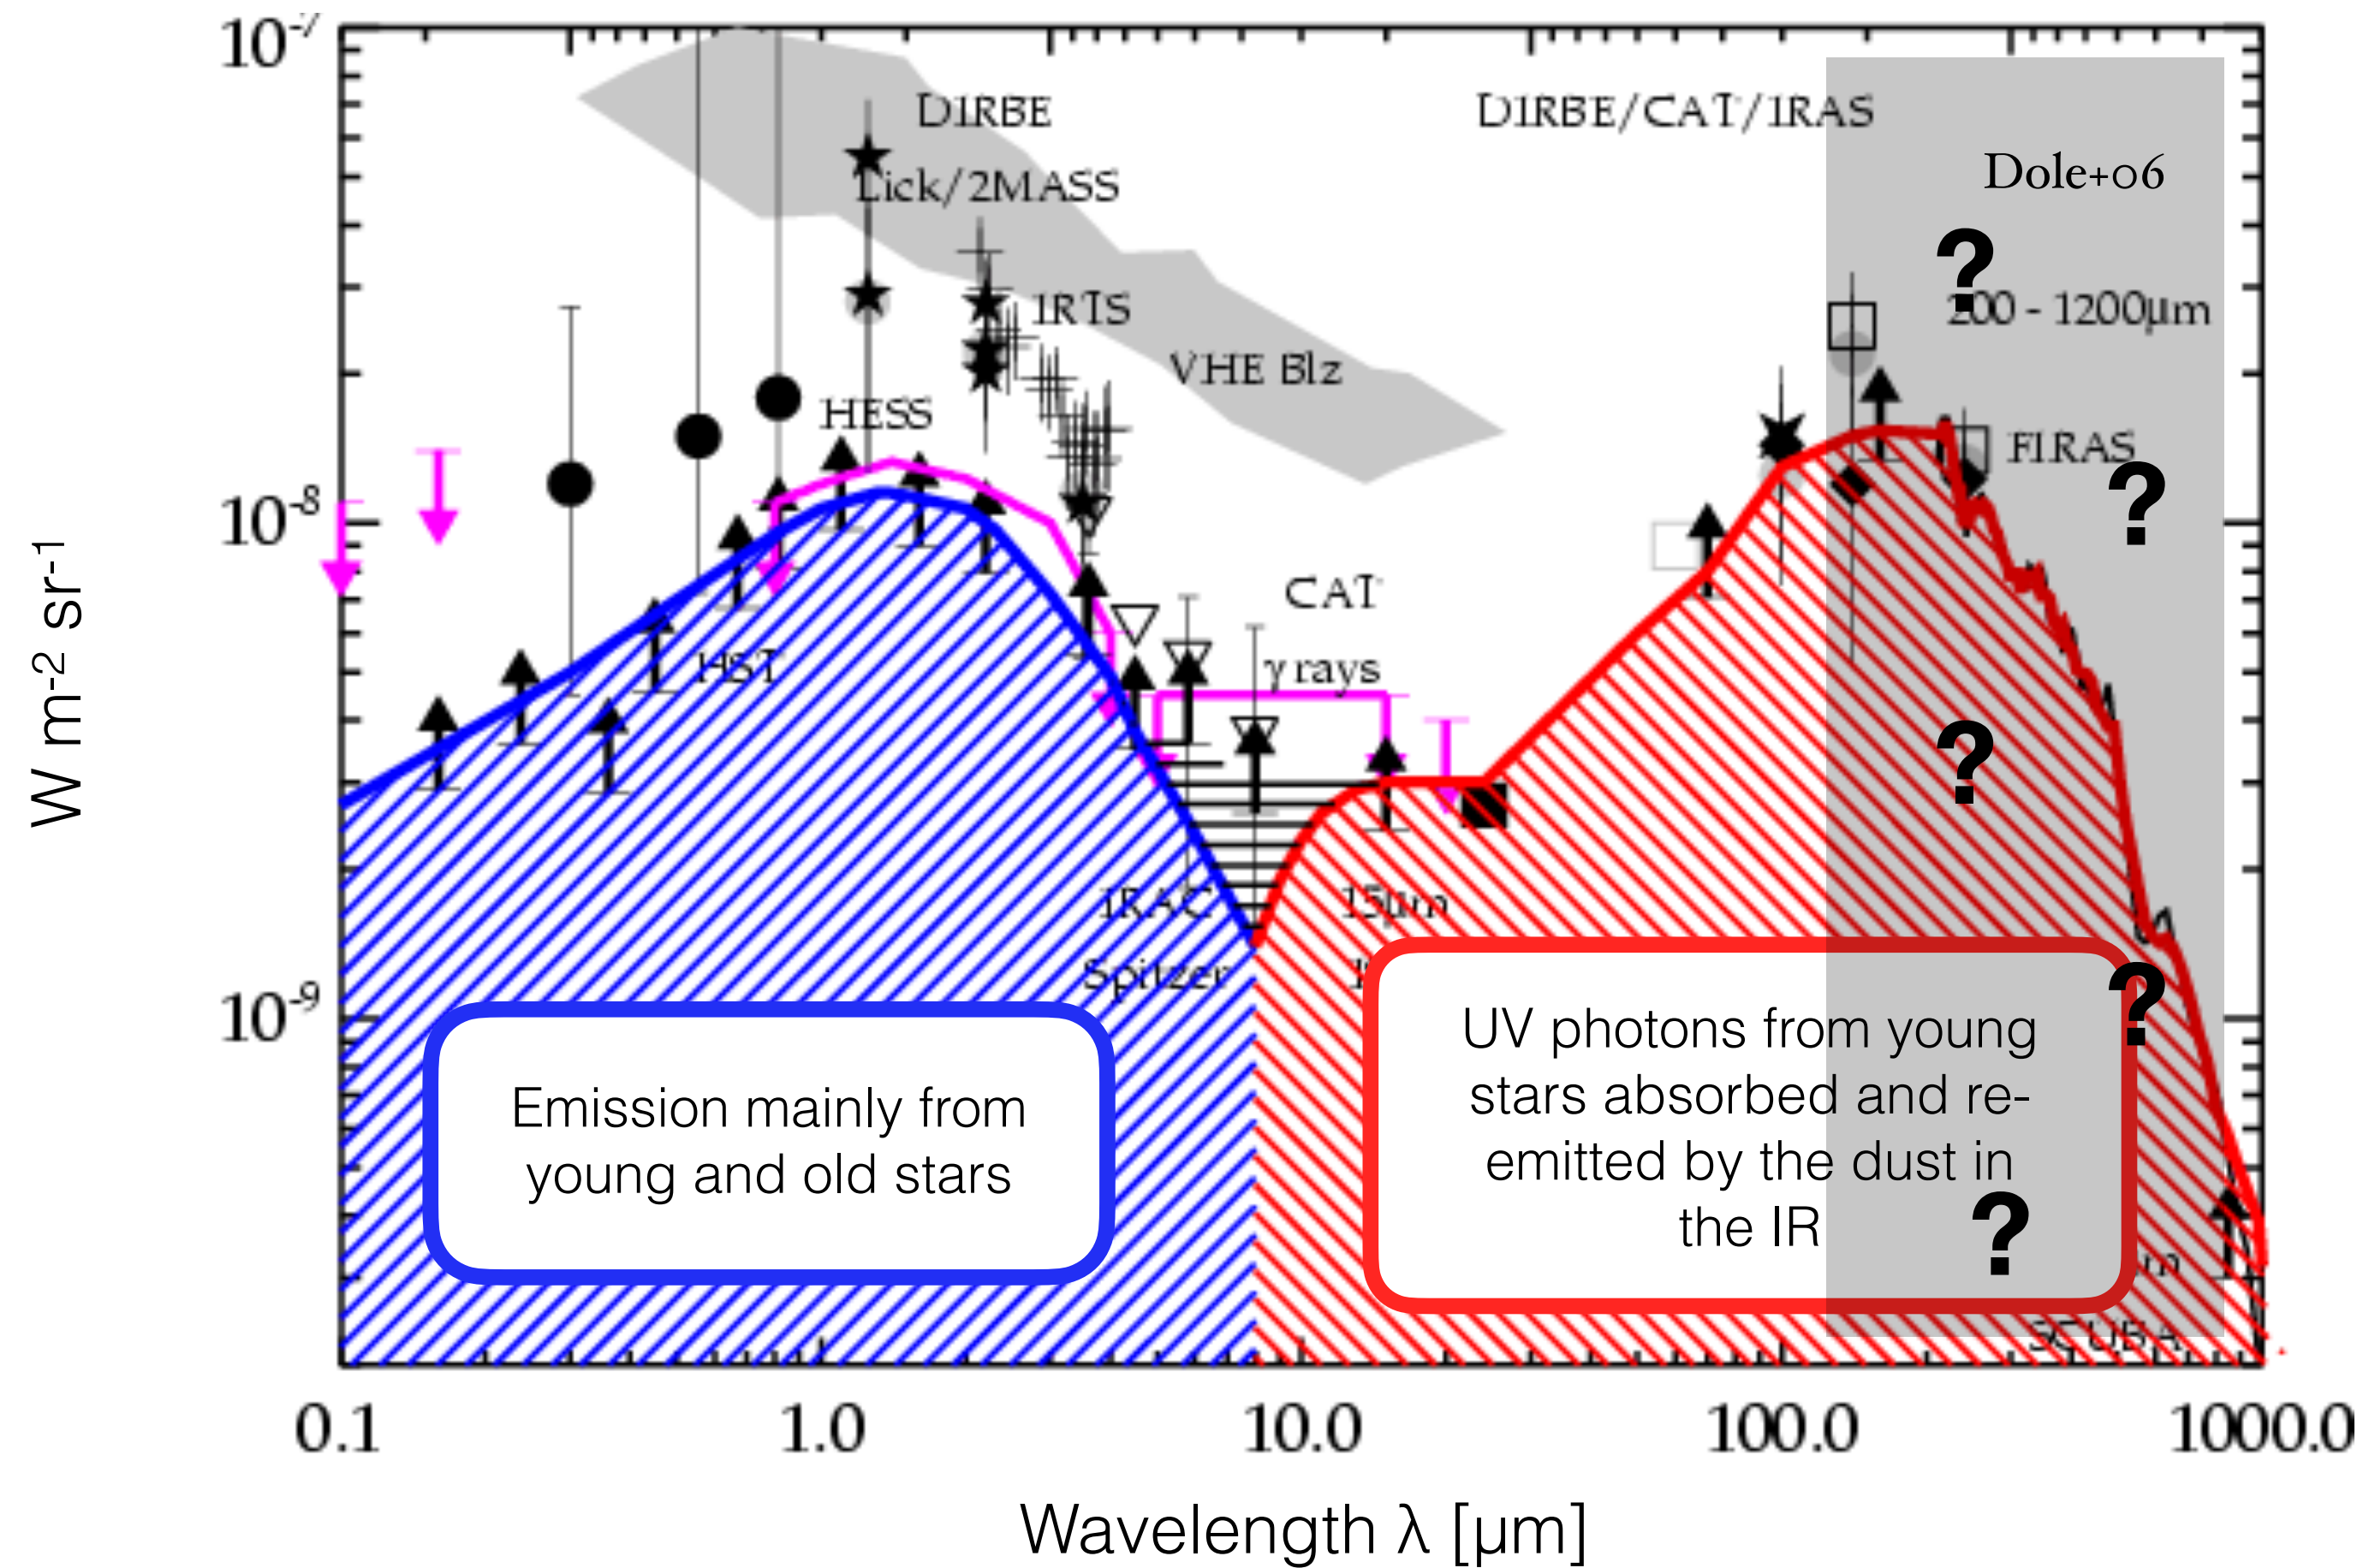 10-7
DIRBE
DIRBE/CAT/IRAS
Dole+06
Lick/2MASS
?
IRTS
200 - 1200µm
VHE Blz
HESS
FIRAS
?
10-8
W m-2 sr-1
CAT
γ rays
HST
?
IRAC
15µm
Spitzer
?
10-9
UV photons from young
stars absorbed and re-
emitted by the dust in
the IR
Emission mainly from
young and old stars
?
SCUBA
0.1
1.0
10.0
100.0
1000.0
Wavelength λ [µm]